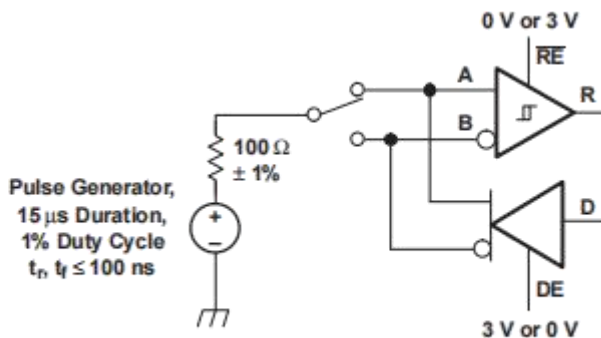 0 V or 3 V
RE
A
R
B
100 Ω
± 1%
Pulse Generator,
15 μs Duration,
1% Duty Cycle
tr, tf ≤ 100 ns
+
–
D
DE
3 V or 0 V